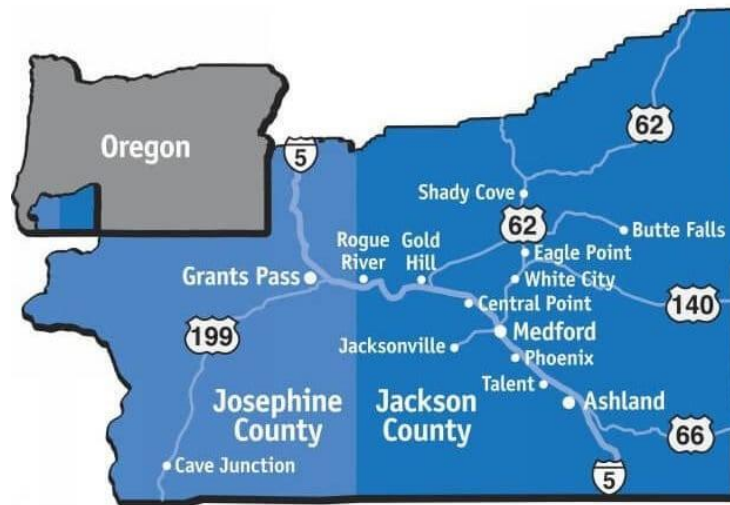 Oregon
5
62
Shady Cove
62
Butte Falls
Rogue
River
Gold
Hill
Eagle Point
Grants Pass
White City
140
Central Point
199
Medford
Jacksonville
Phoenix
Talent
Josephine
County
Jackson
County
Ashland
66
Cave Junction
5